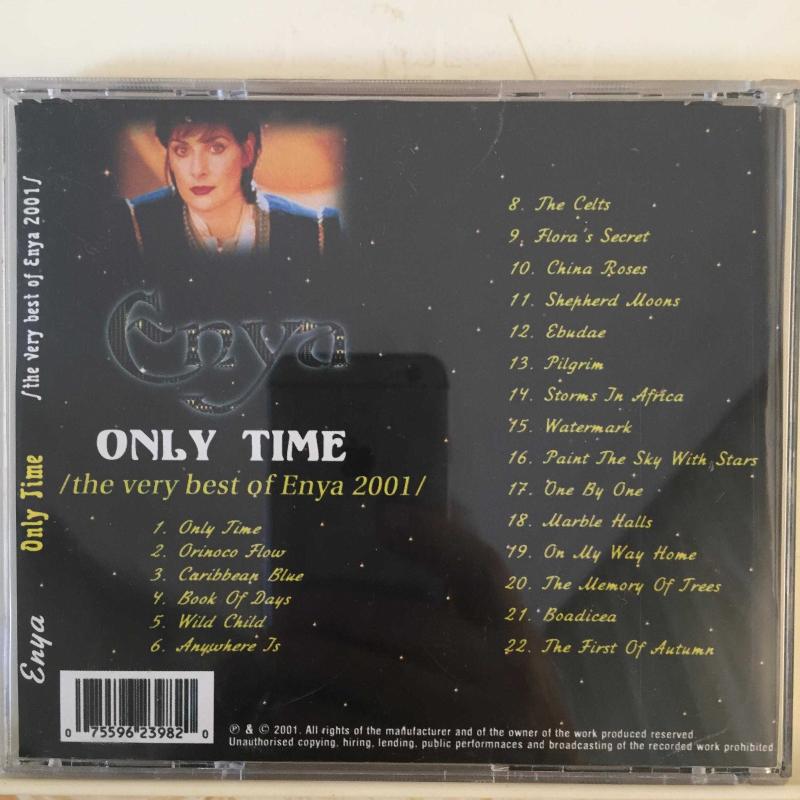 Enya
Only Time
/the very best of Enya 2001/
Enya
ONLY TIME
/the very best of Enya 2001/
1. Only Time
2. Orinoco Flow
3. Caribbean Blue
4. Book Of Days
5. Wild Child
6. Anywhere Is
8. The Celts
9. Flora's Secret
10. China Roses
11. Shepherd Moons
12. Ebudae
13. Pilgrim
14. Storms In Africa
15. Watermark
16. Paint The Sky With Stars
17. One By One
18. Marble Halls
19. On My Way Home
20. The Memory Of Trees
21. Boadicea
22. The First Of Autumn
0 75596 23982 0
℗ & © 2001. All rights of the manufacturer and of the owner of the work produced reserved.
Unauthorised copying, hiring, lending, public performnaces and broadcasting of the recorded work prohibited